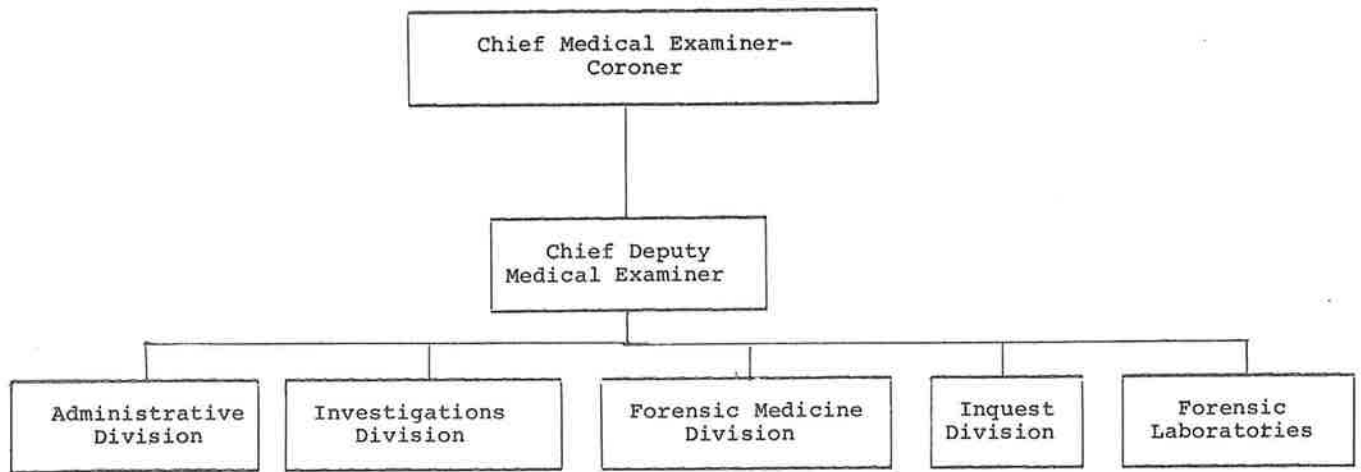 Chief Medical Examiner-
Coroner
Chief Deputy
Medical Examiner
Administrative
Division
Investigations
Division
Forensic Medicine
Division
Inquest
Division
Forensic
Laboratories